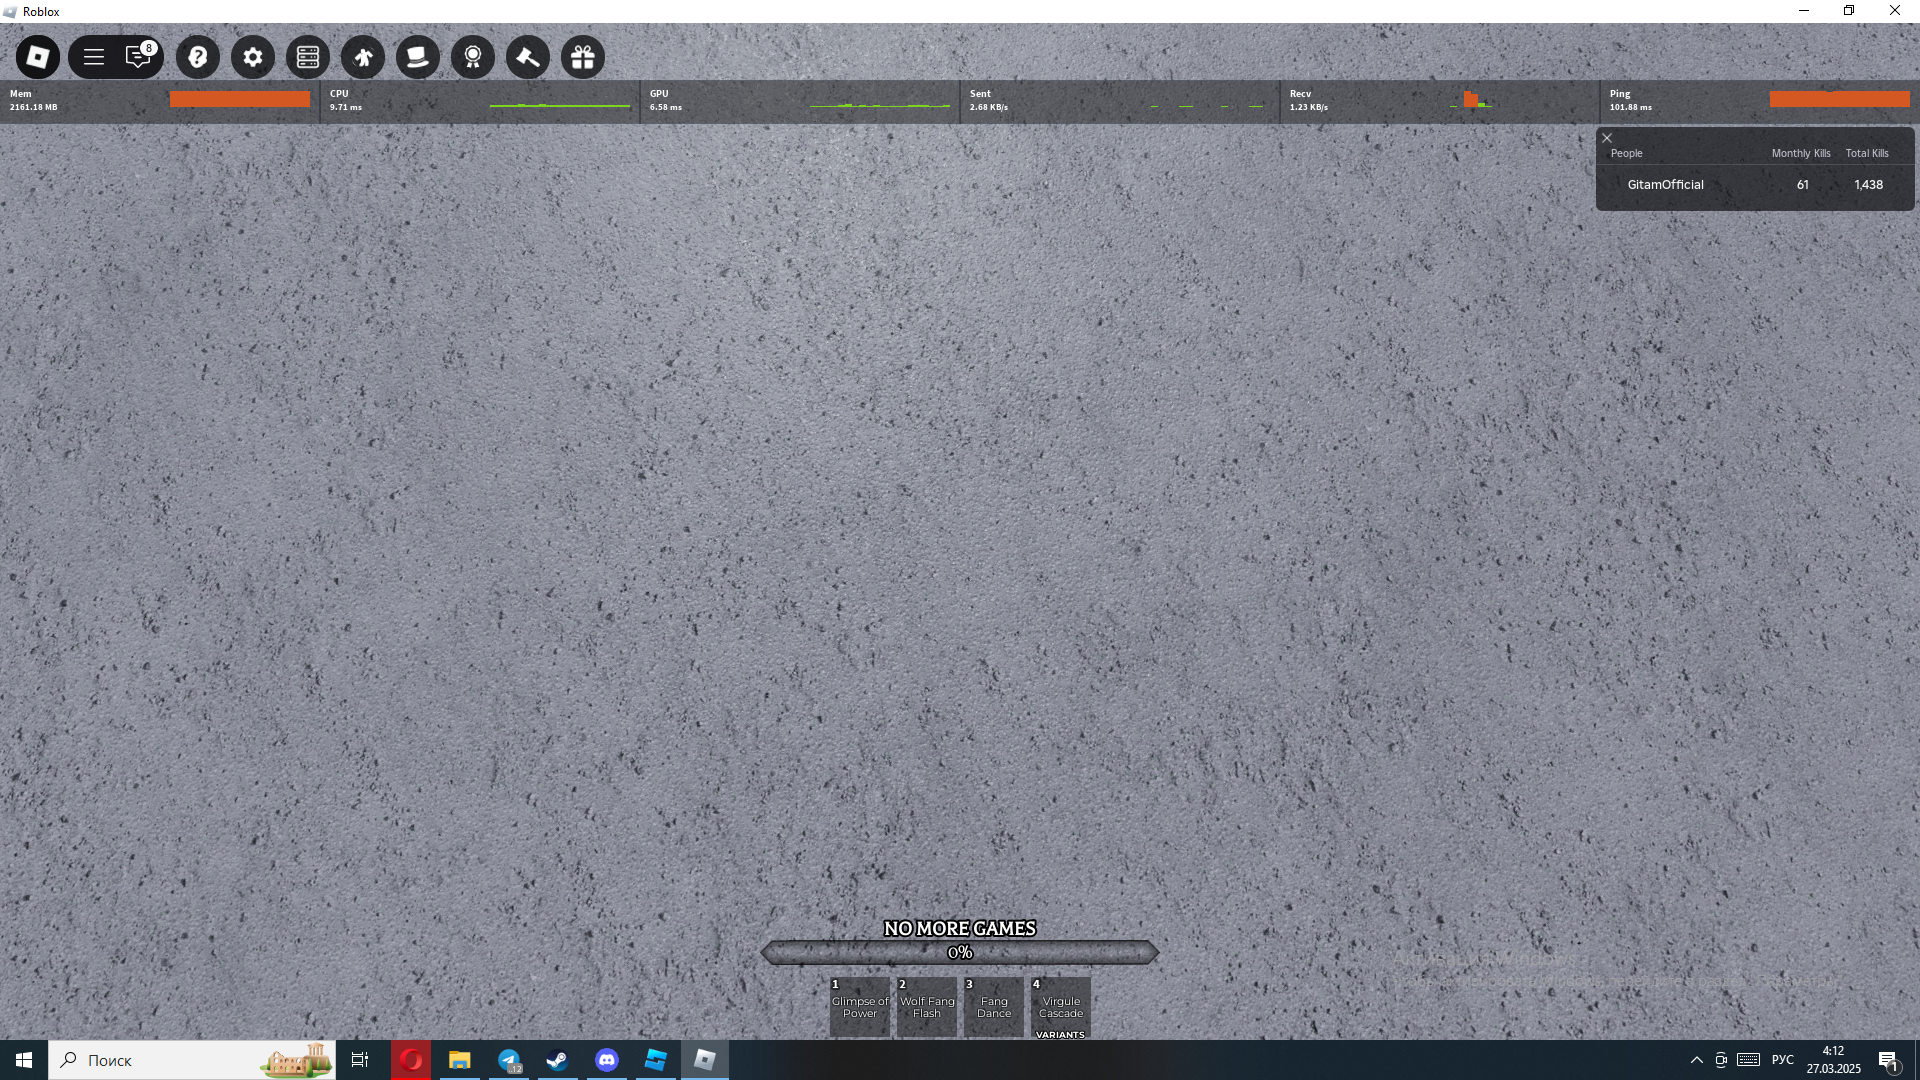 Roblox
8
Mem
2161.18 MB
CPU
9.71 ms
GPU
6.58 ms
Sent
2.68 KB/s
Recv
1.23 KB/s
Ping
101.88 ms
People Monthly Kills Total Kills
GitamOfficial 61 1,438
NO MORE GAMES
0%
1
Glimpse of
Power
2
Wolf Fang
Flash
3
Fang
Dance
4
Virgule
Cascade
VARIANTS
Поиск
12
РУС
4:12
27.03.2025
1